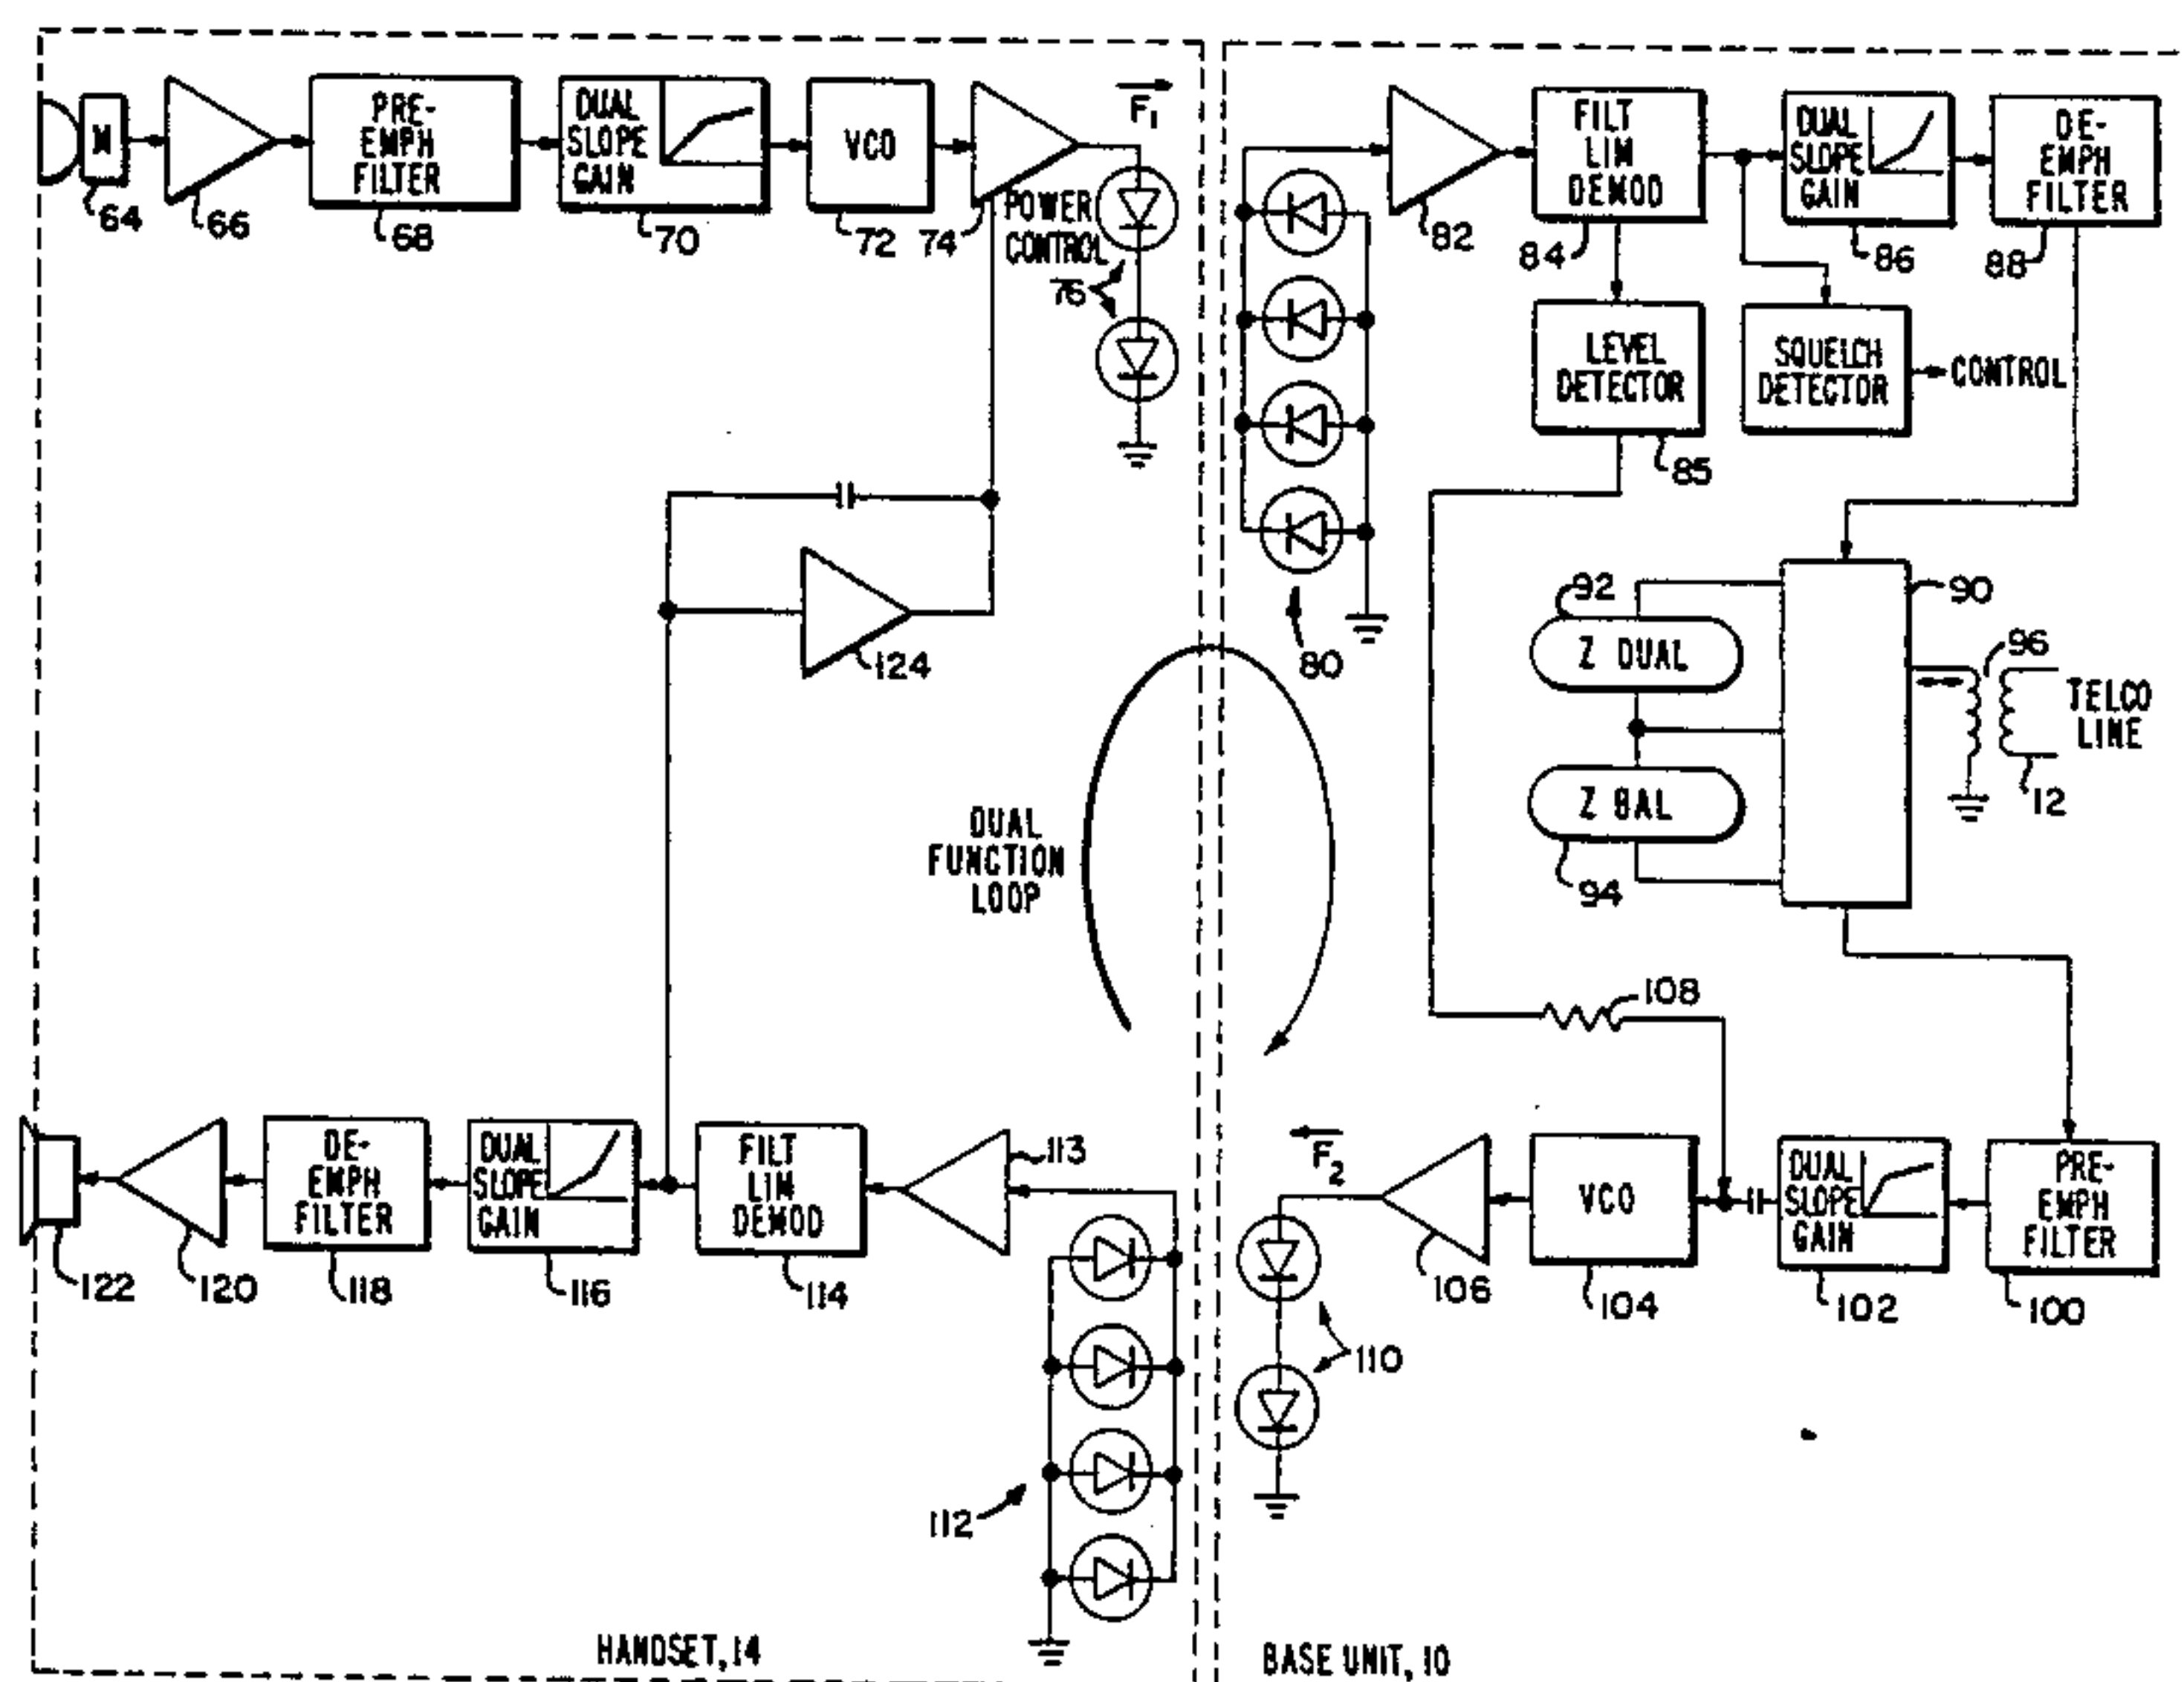 M
64
66
PRE-
EMPH
FILTER
68
DUAL
SLOPE
GAIN
70
VCO
72
74
POWER
CONTROL
F1
76
82
FILT
LIM
DEMOD
84
DUAL
SLOPE
GAIN
86
DE-
EMPH
FILTER
88
LEVEL
DETECTOR
85
SQUELCH
DETECTOR
CONTROL
80
124
92
Z DUAL
90
96
TELCO
LINE
12
Z BAL
94
DUAL
FUNCTION
LOOP
108
122
120
DE-
EMPH
FILTER
118
DUAL
SLOPE
GAIN
116
FILT
LIM
DEMOD
114
113
112
F2
106
110
VCO
104
DUAL
SLOPE
GAIN
102
PRE-
EMPH
FILTER
100
HANDSET, 14
BASE UNIT, 10